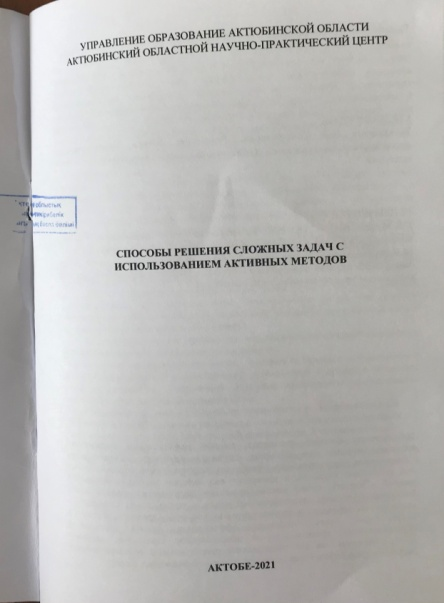 УПРАВЛЕНИЕ ОБРАЗОВАНИЕ АКТЮБИНСКОЙ ОБЛАСТИ
АКТЮБИНСКИЙ ОБЛАСТНОЙ НАУЧНО-ПРАКТИЧЕСКИЙ ЦЕНТР
СПОСОБЫ РЕШЕНИЯ СЛОЖНЫХ ЗАДАЧ С
ИСПОЛЬЗОВАНИЕМ АКТИВНЫХ МЕТОДОВ
АКТОБЕ-2021